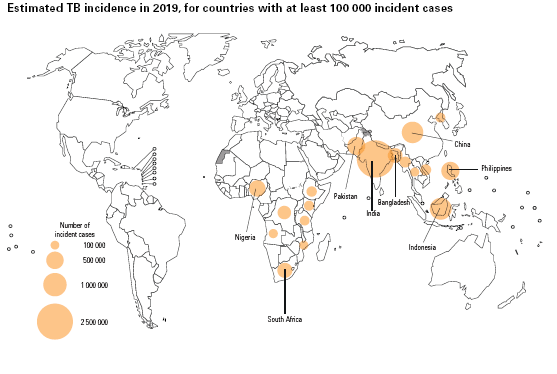 Estimated TB incidence in 2019, for countries with at least 100 000 incident cases
China
Philippines
Pakistan
Bangladesh
India
Nigeria
Indonesia
South Africa
Number of
incident cases
100 000
500 000
1 000 000
2 500 000